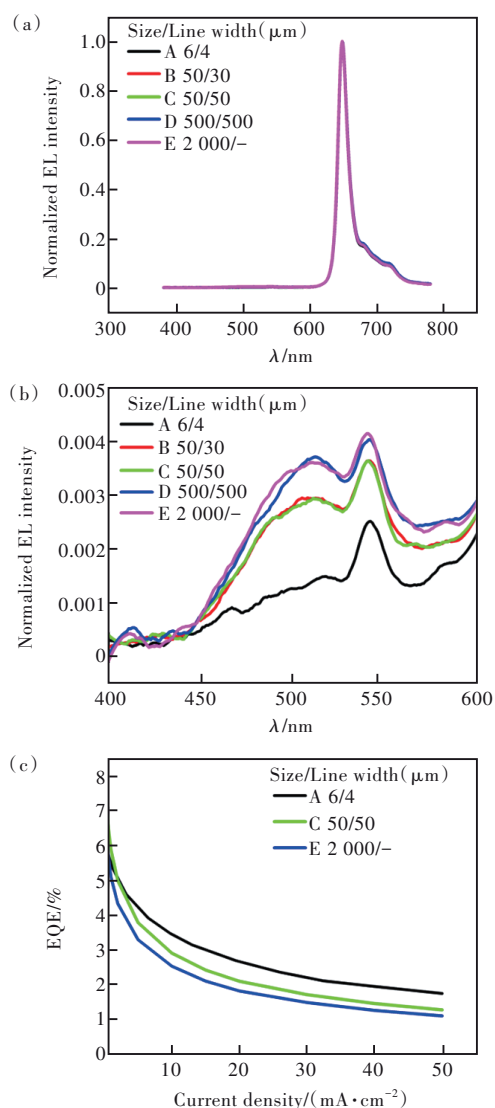 (a)
Size/Line width(μm)
A 6/4
B 50/30
C 50/50
D 500/500
E 2 000/-
Normalized EL intensity
1.0
0.8
0.6
0.4
0.2
0
300 400 500 600 700 800
λ/nm
(b)
Size/Line width(μm)
A 6/4
B 50/30
C 50/50
D 500/500
E 2 000/-
Normalized EL intensity
0.005
0.004
0.003
0.002
0.001
0
400 450 500 550 600
λ/nm
(c)
Size/Line width(μm)
A 6/4
C 50/50
E 2 000/-
EQE/%
8
7
6
5
4
3
2
1
0
10 20 30 40 50
Current density/(mA·cm⁻²)